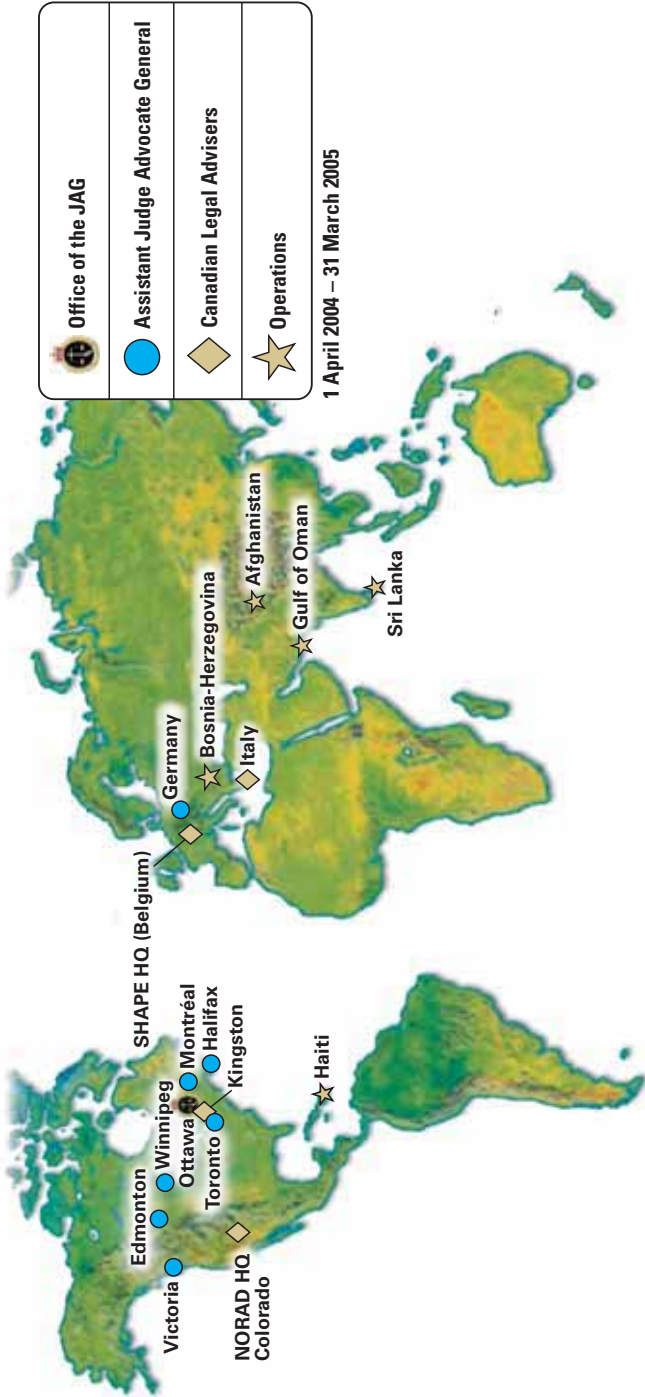 Office of the JAG
Assistant Judge Advocate General
Canadian Legal Advisers
Operations
1 April 2004 – 31 March 2005
SHAPE HQ (Belgium)
Germany
Bosnia-Herzegovina
Italy
Afghanistan
Gulf of Oman
Sri Lanka
Edmonton
Winnipeg
Victoria
Ottawa
Montréal
Halifax
Toronto
Kingston
NORAD HQ
Colorado
Haiti